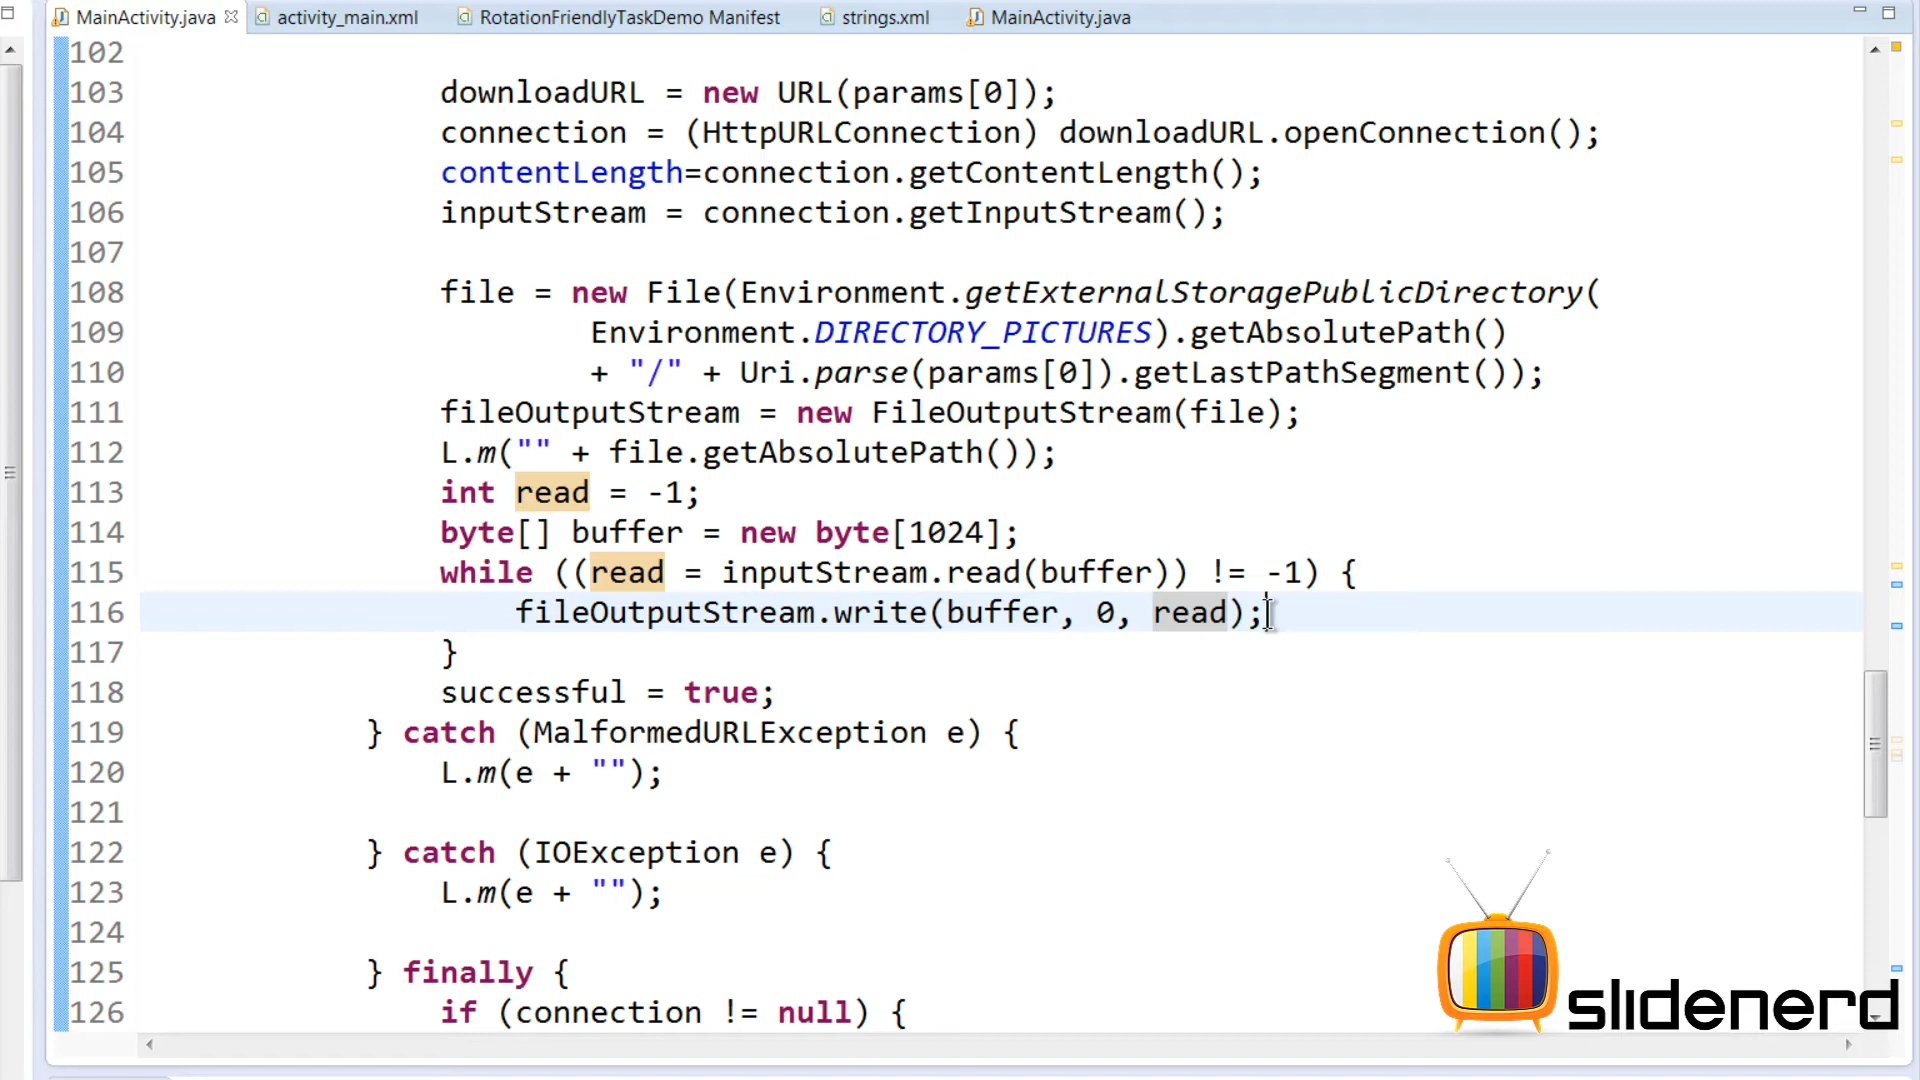 MainActivity.java activity_main.xml RotationFriendlyTaskDemo Manifest strings.xml MainActivity.java
102
103 downloadURL = new URL(params[0]);
104 connection = (HttpURLConnection) downloadURL.openConnection();
105 contentLength=connection.getContentLength();
106 inputStream = connection.getInputStream();
107
108 file = new File(Environment.getExternalStoragePublicDirectory(
109 Environment.DIRECTORY_PICTURES).getAbsolutePath()
110 + "/" + Uri.parse(params[0]).getLastPathSegment());
111 fileOutputStream = new FileOutputStream(file);
112 L.m("" + file.getAbsolutePath());
113 int read = -1;
114 byte[] buffer = new byte[1024];
115 while ((read = inputStream.read(buffer)) != -1) {
116 fileOutputStream.write(buffer, 0, read);
117 }
118 successful = true;
119 } catch (MalformedURLException e) {
120 L.m(e + "");
121
122 } catch (IOException e) {
123 L.m(e + "");
124
125 } finally {
126 if (connection != null) {
slidenerd